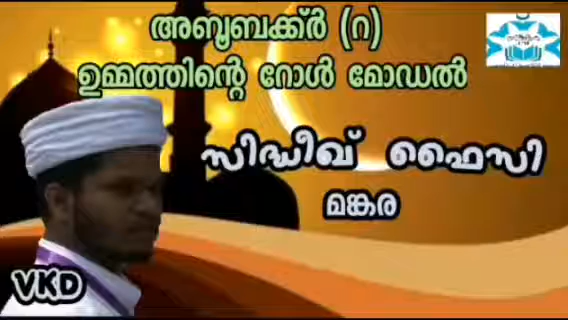 അബൂബക്കർ (റ)
ഉമ്മത്തിന്റെ റോൾ മോഡൽ
സിദ്ധീഖ് ഫൈസി
മങ്കര
VKD